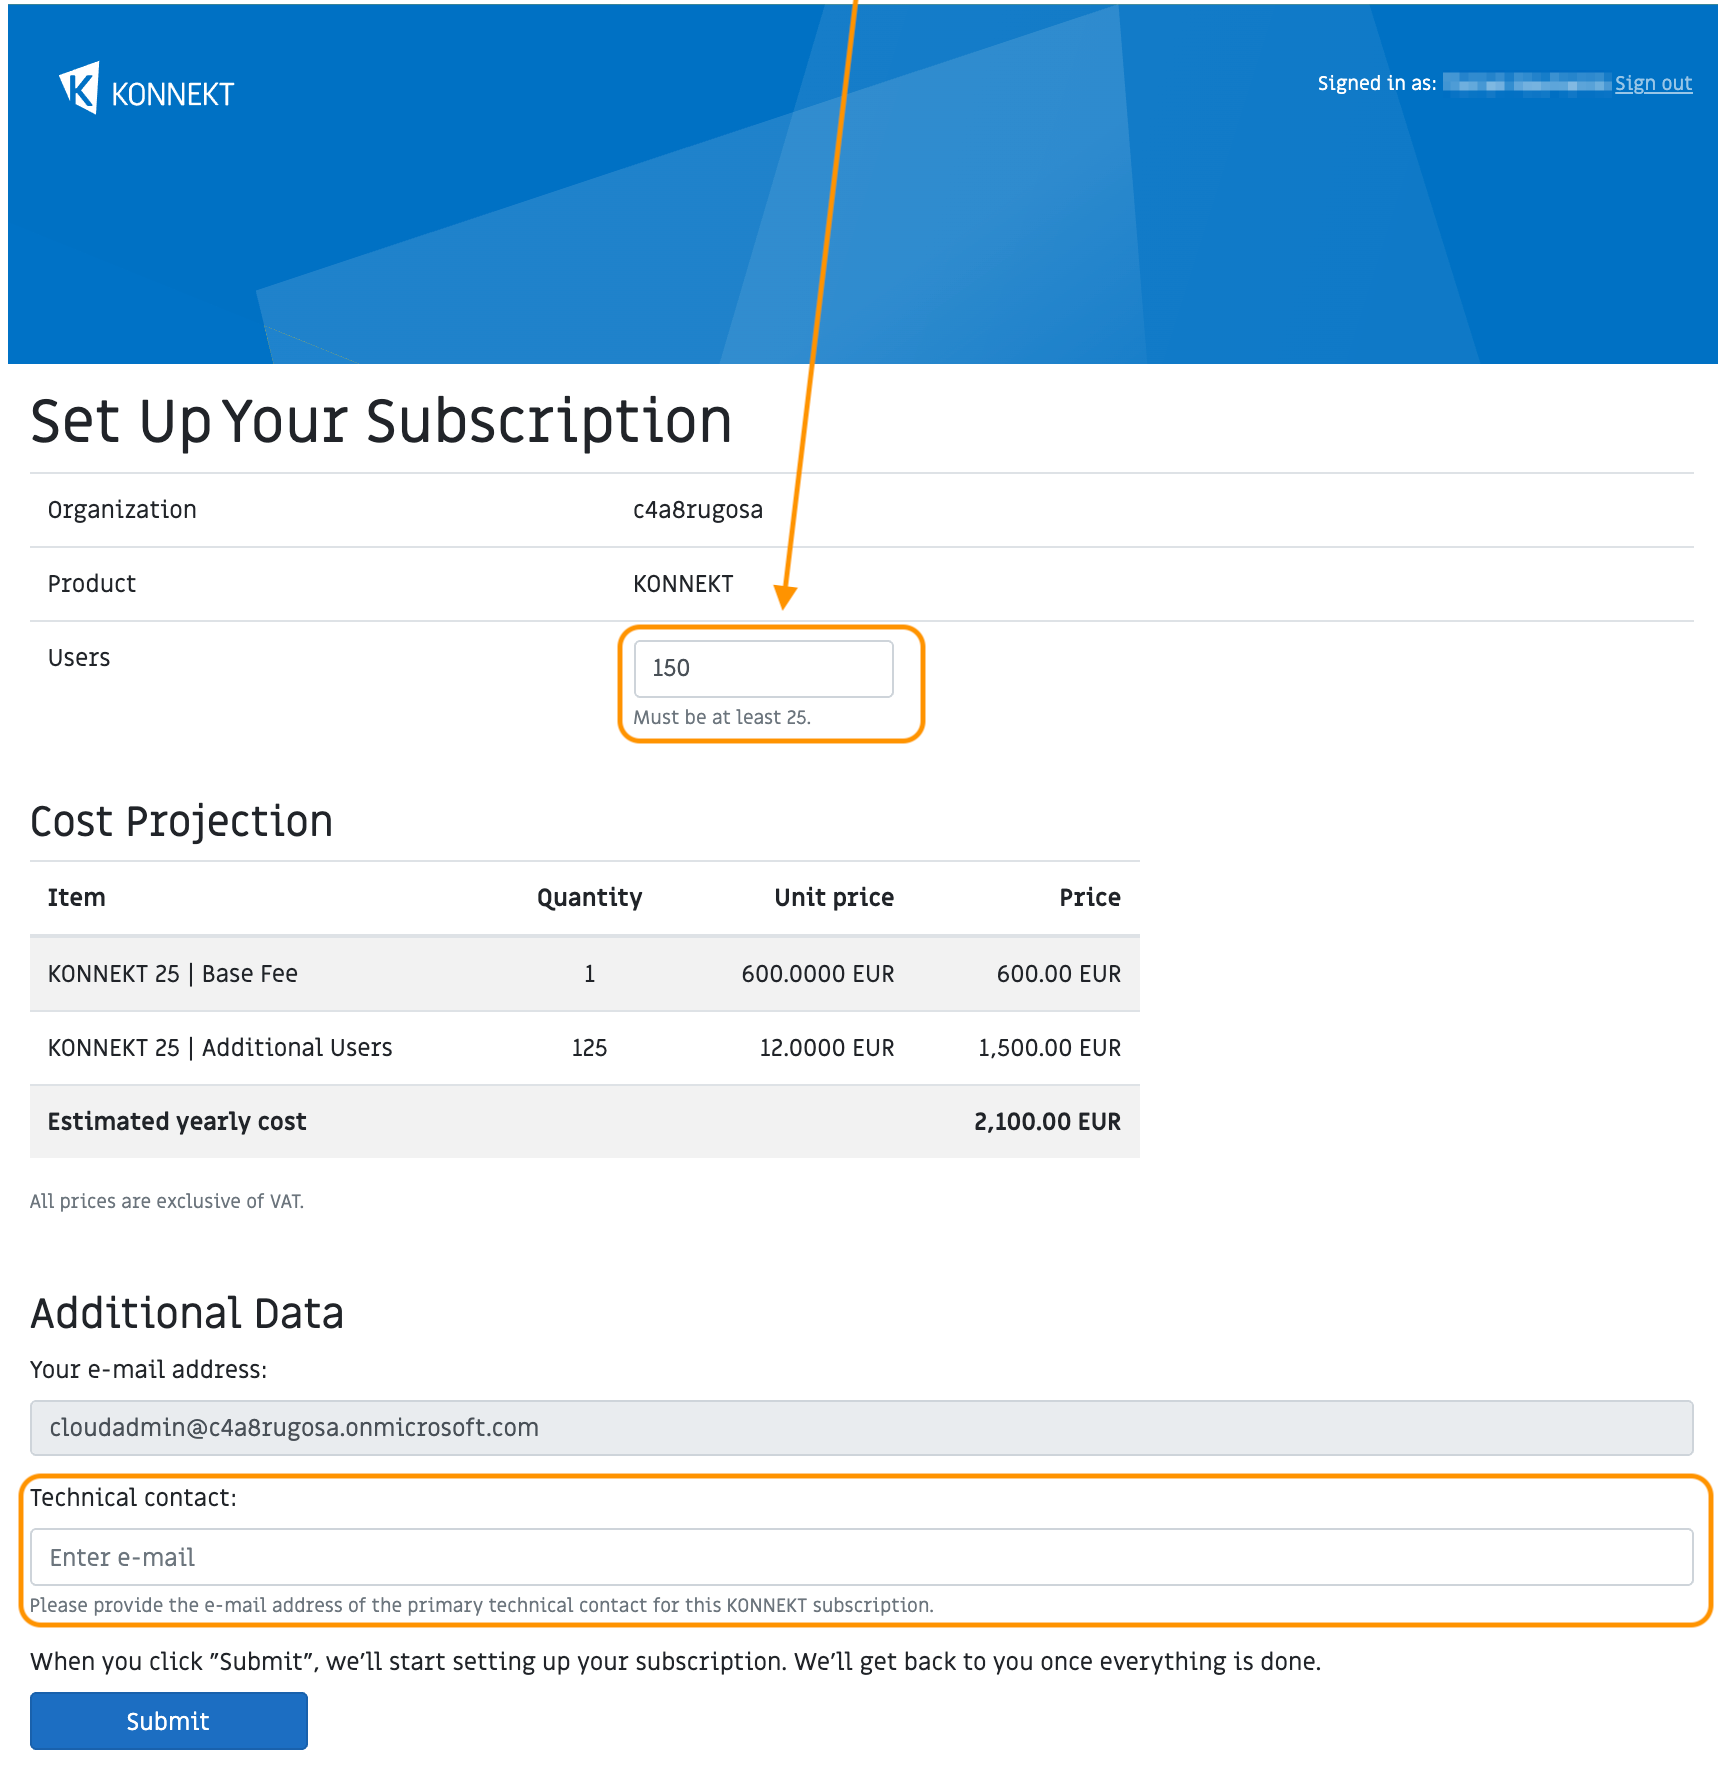 KONNEKT
Signed in as: Sign out
Set Up Your Subscription
Organization c4a8rugosa
Product KONNEKT
Users 150
Must be at least 25.
Cost Projection
Item Quantity Unit price Price
KONNEKT 25 | Base Fee 1 600.0000 EUR 600.00 EUR
KONNEKT 25 | Additional Users 125 12.0000 EUR 1,500.00 EUR
Estimated yearly cost 2,100.00 EUR
All prices are exclusive of VAT.
Additional Data
Your e-mail address:
cloudadmin@c4a8rugosa.onmicrosoft.com
Technical contact:
Enter e-mail
Please provide the e-mail address of the primary technical contact for this KONNEKT subscription.
When you click "Submit", we'll start setting up your subscription. We'll get back to you once everything is done.
Submit